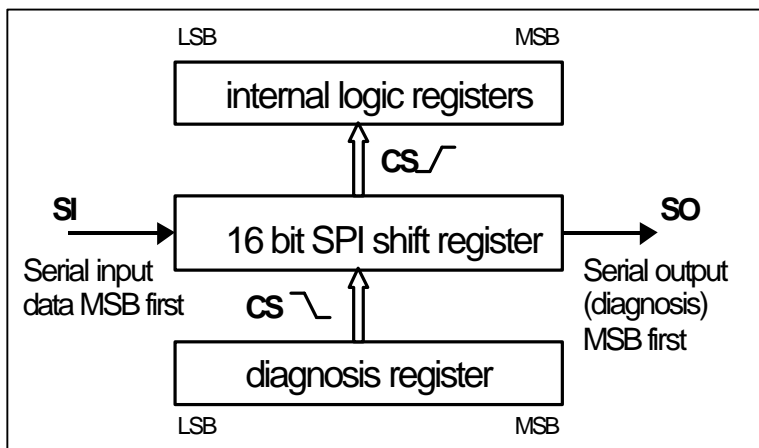 LSB MSB
internal logic registers
CS
SI SO
16 bit SPI shift register
Serial input
data MSB first
Serial output
(diagnosis)
MSB first
CS
diagnosis register
LSB MSB